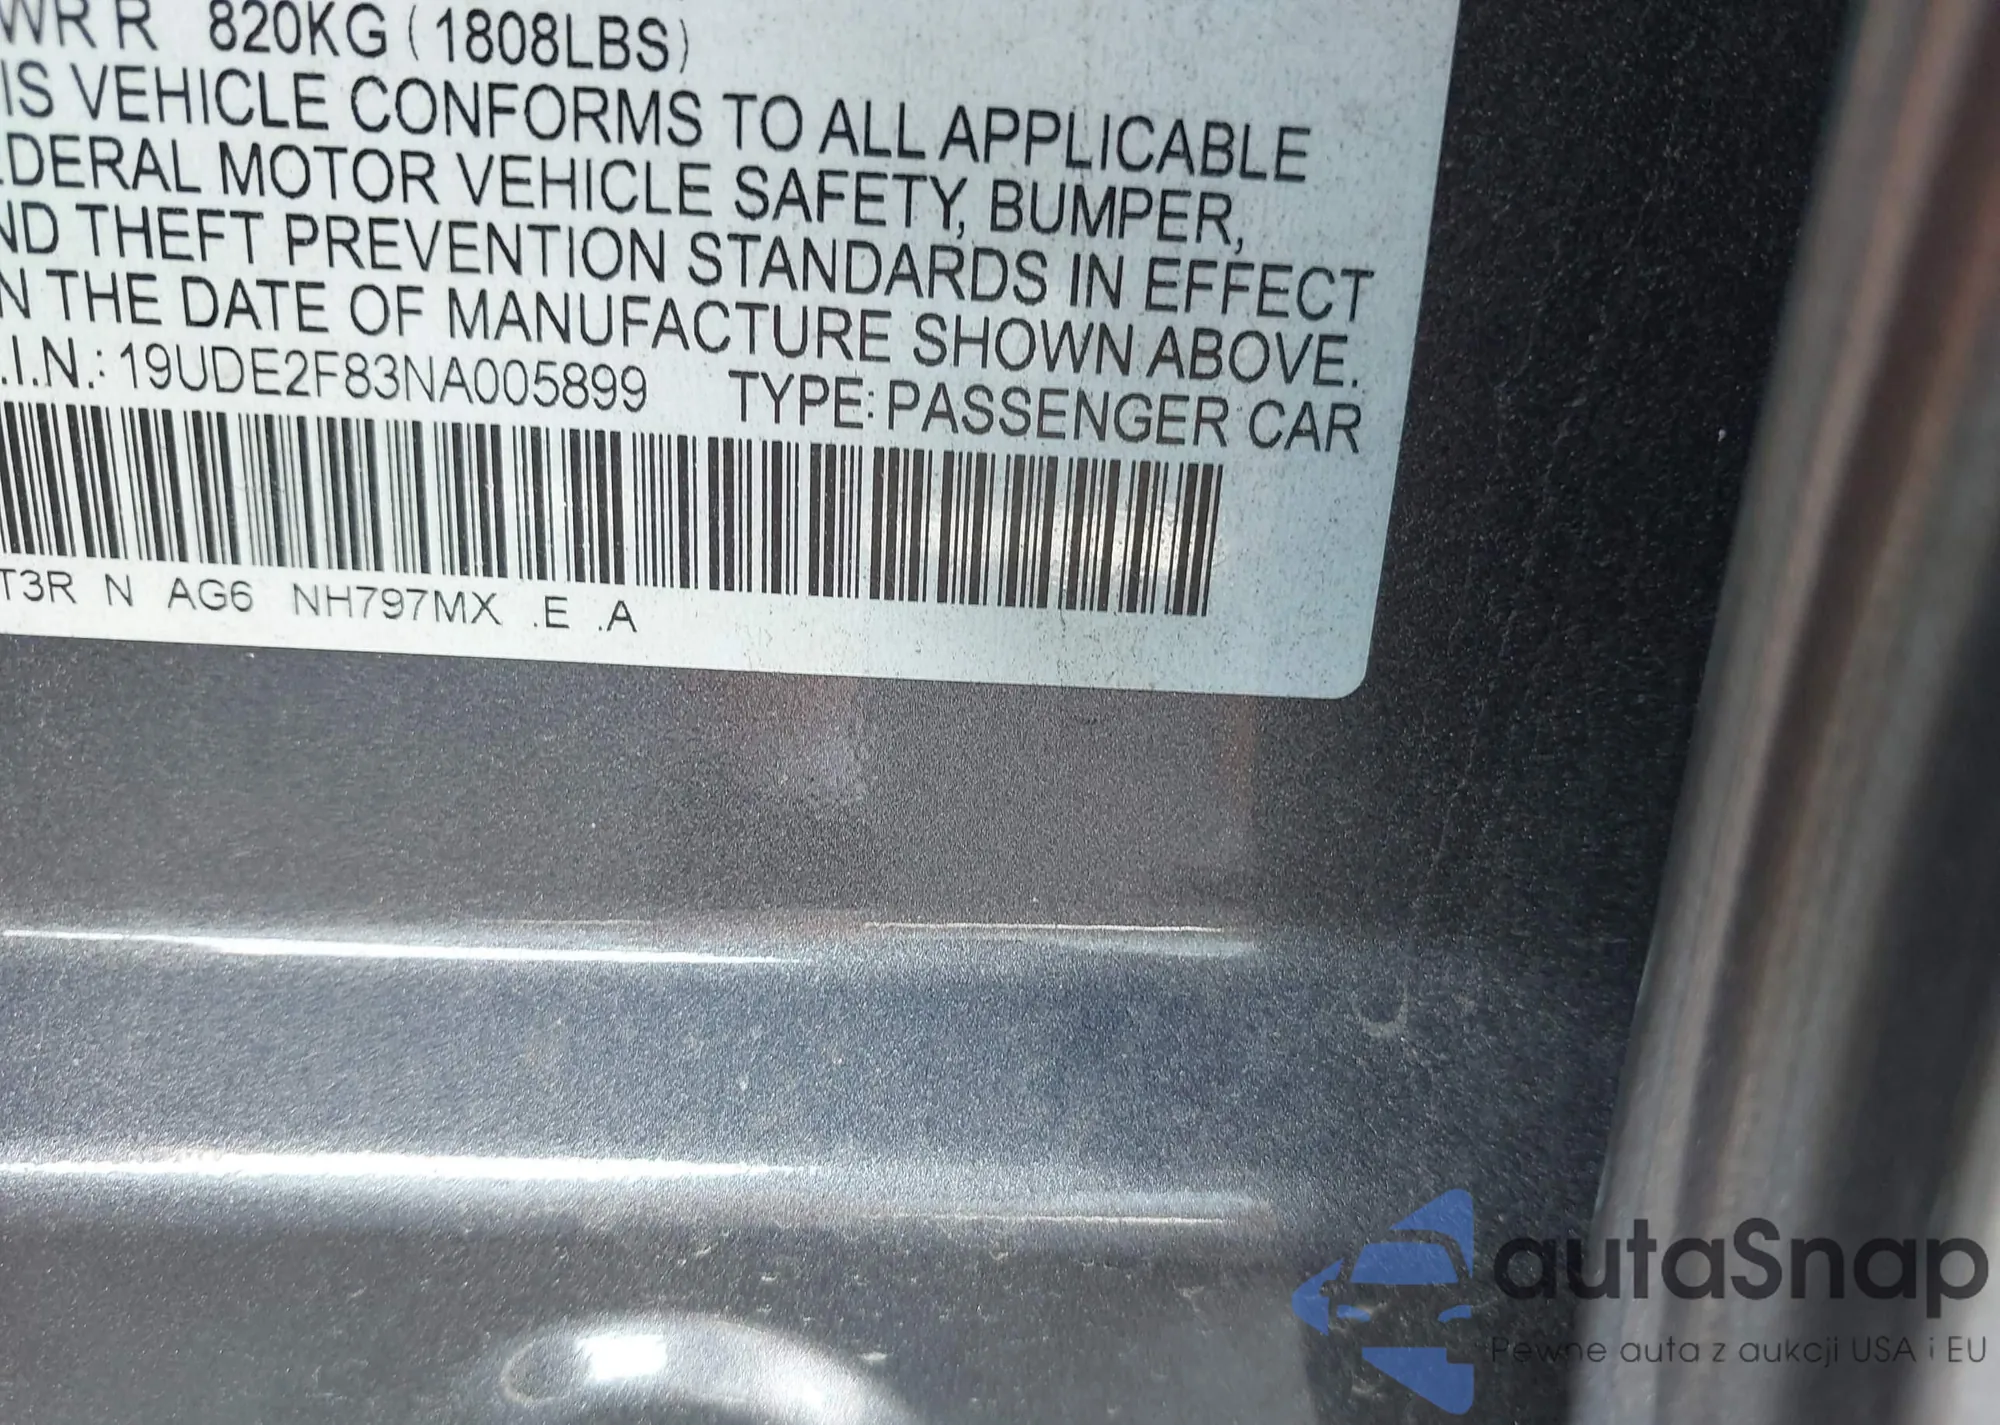 WR R 820KG (1808LBS)
IS VEHICLE CONFORMS TO ALL APPLICABLE
DERAL MOTOR VEHICLE SAFETY, BUMPER,
ND THEFT PREVENTION STANDARDS IN EFFECT
N THE DATE OF MANUFACTURE SHOWN ABOVE.
.I.N.: 19UDE2F83NA005899 TYPE: PASSENGER CAR
T3R N AG6 NH797MX .E .A
autaSnap
Pewne auta z aukcji USA i EU